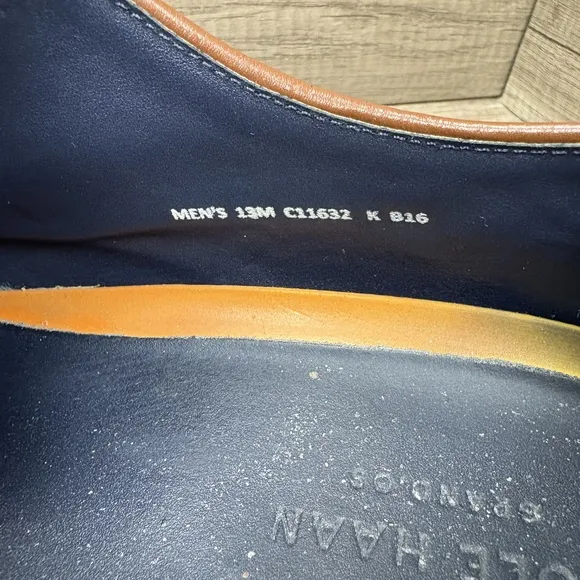 MEN'S 13M C11632 K B16
COLE HAAN
GRAND.OS